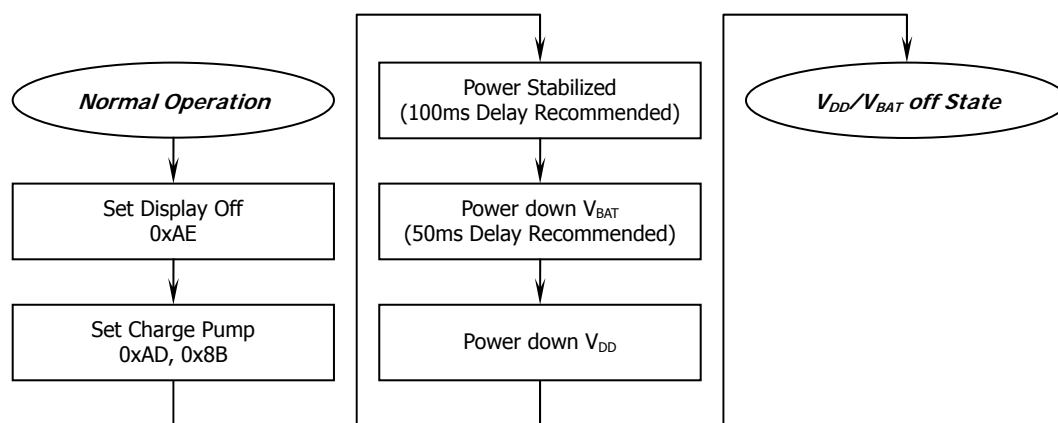 Normal Operation
Set Display Off
0xAE
Set Charge Pump
0xAD, 0x8B
Power Stabilized
(100ms Delay Recommended)
Power down VBAT
(50ms Delay Recommended)
Power down VDD
VDD/VBAT off State